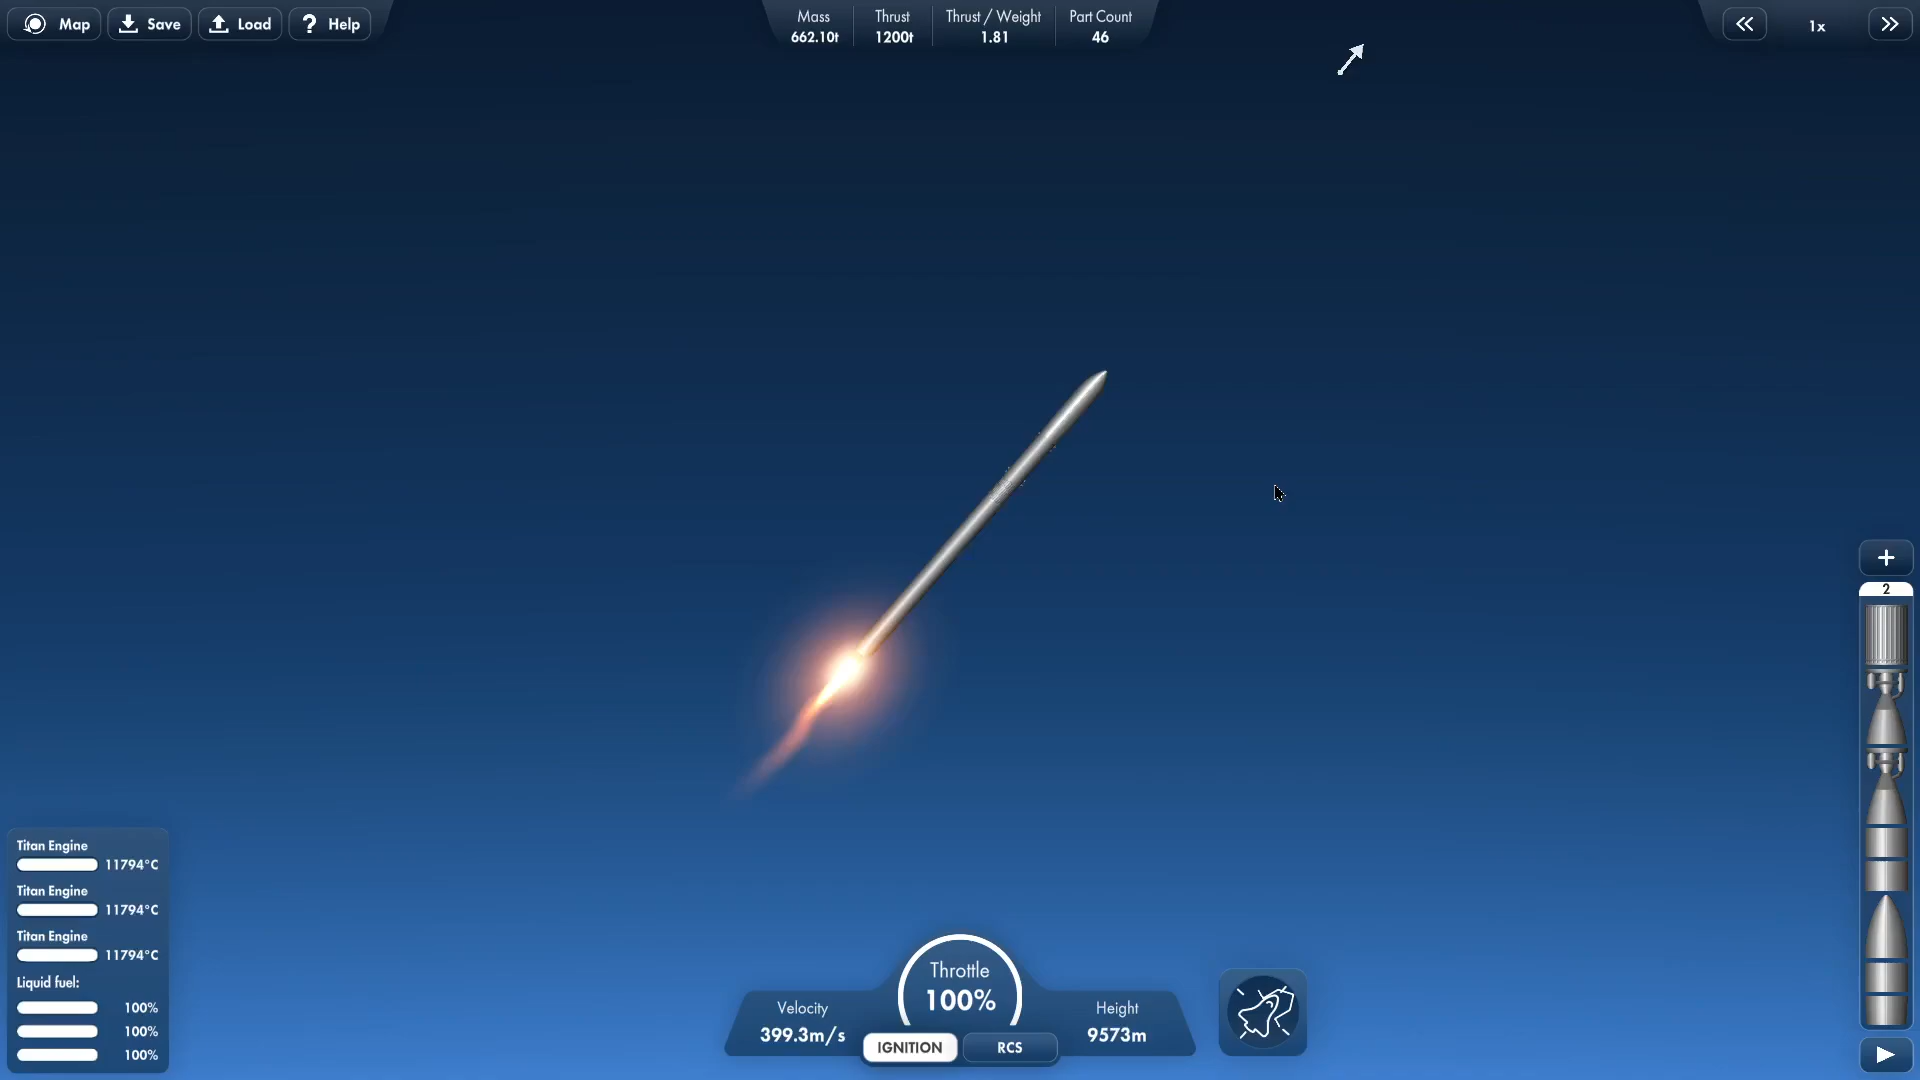 Map
Save
Load
? Help
Mass
662.10t
Thrust
1200t
Thrust / Weight
1.81
Part Count
46
1x
2
Titan Engine
11794°C
Titan Engine
11794°C
Titan Engine
11794°C
Liquid fuel:
100%
100%
100%
Throttle
100%
Velocity
399.3m/s
IGNITION
RCS
Height
9573m